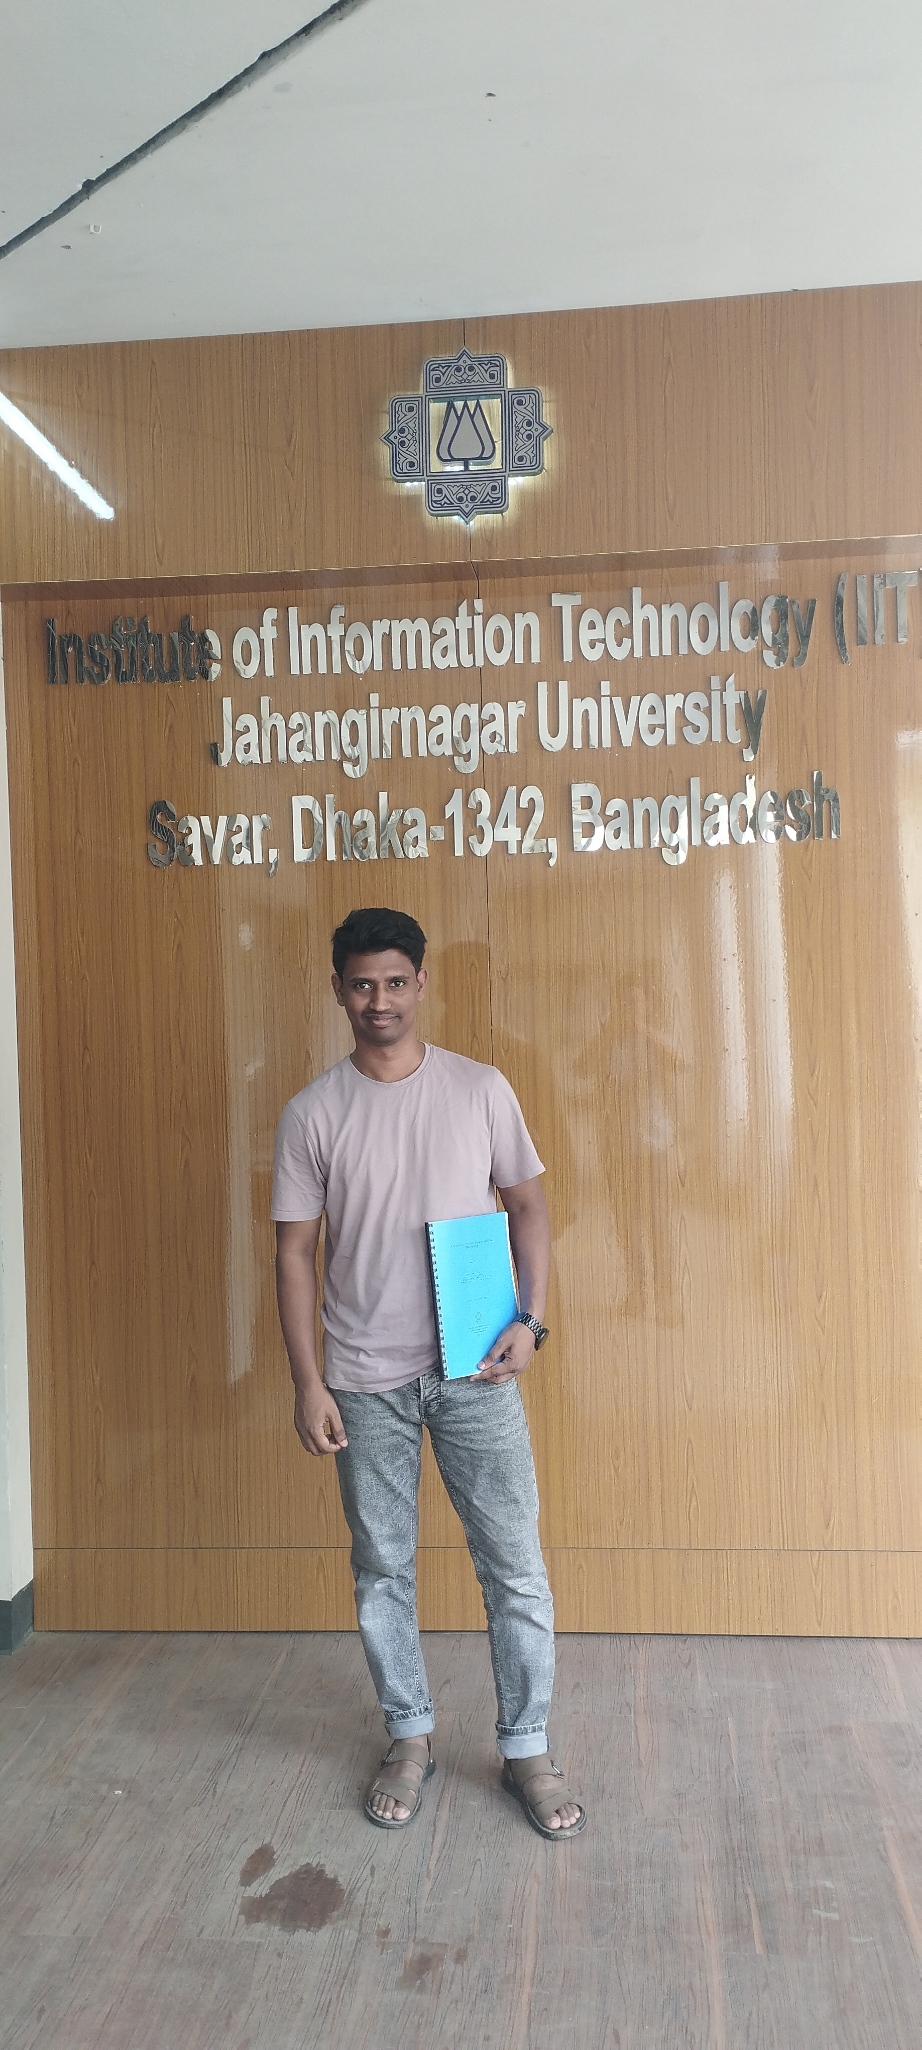 Institute of Information Technology (IIT)
Jahangirnagar University
Savar, Dhaka-1342, Bangladesh